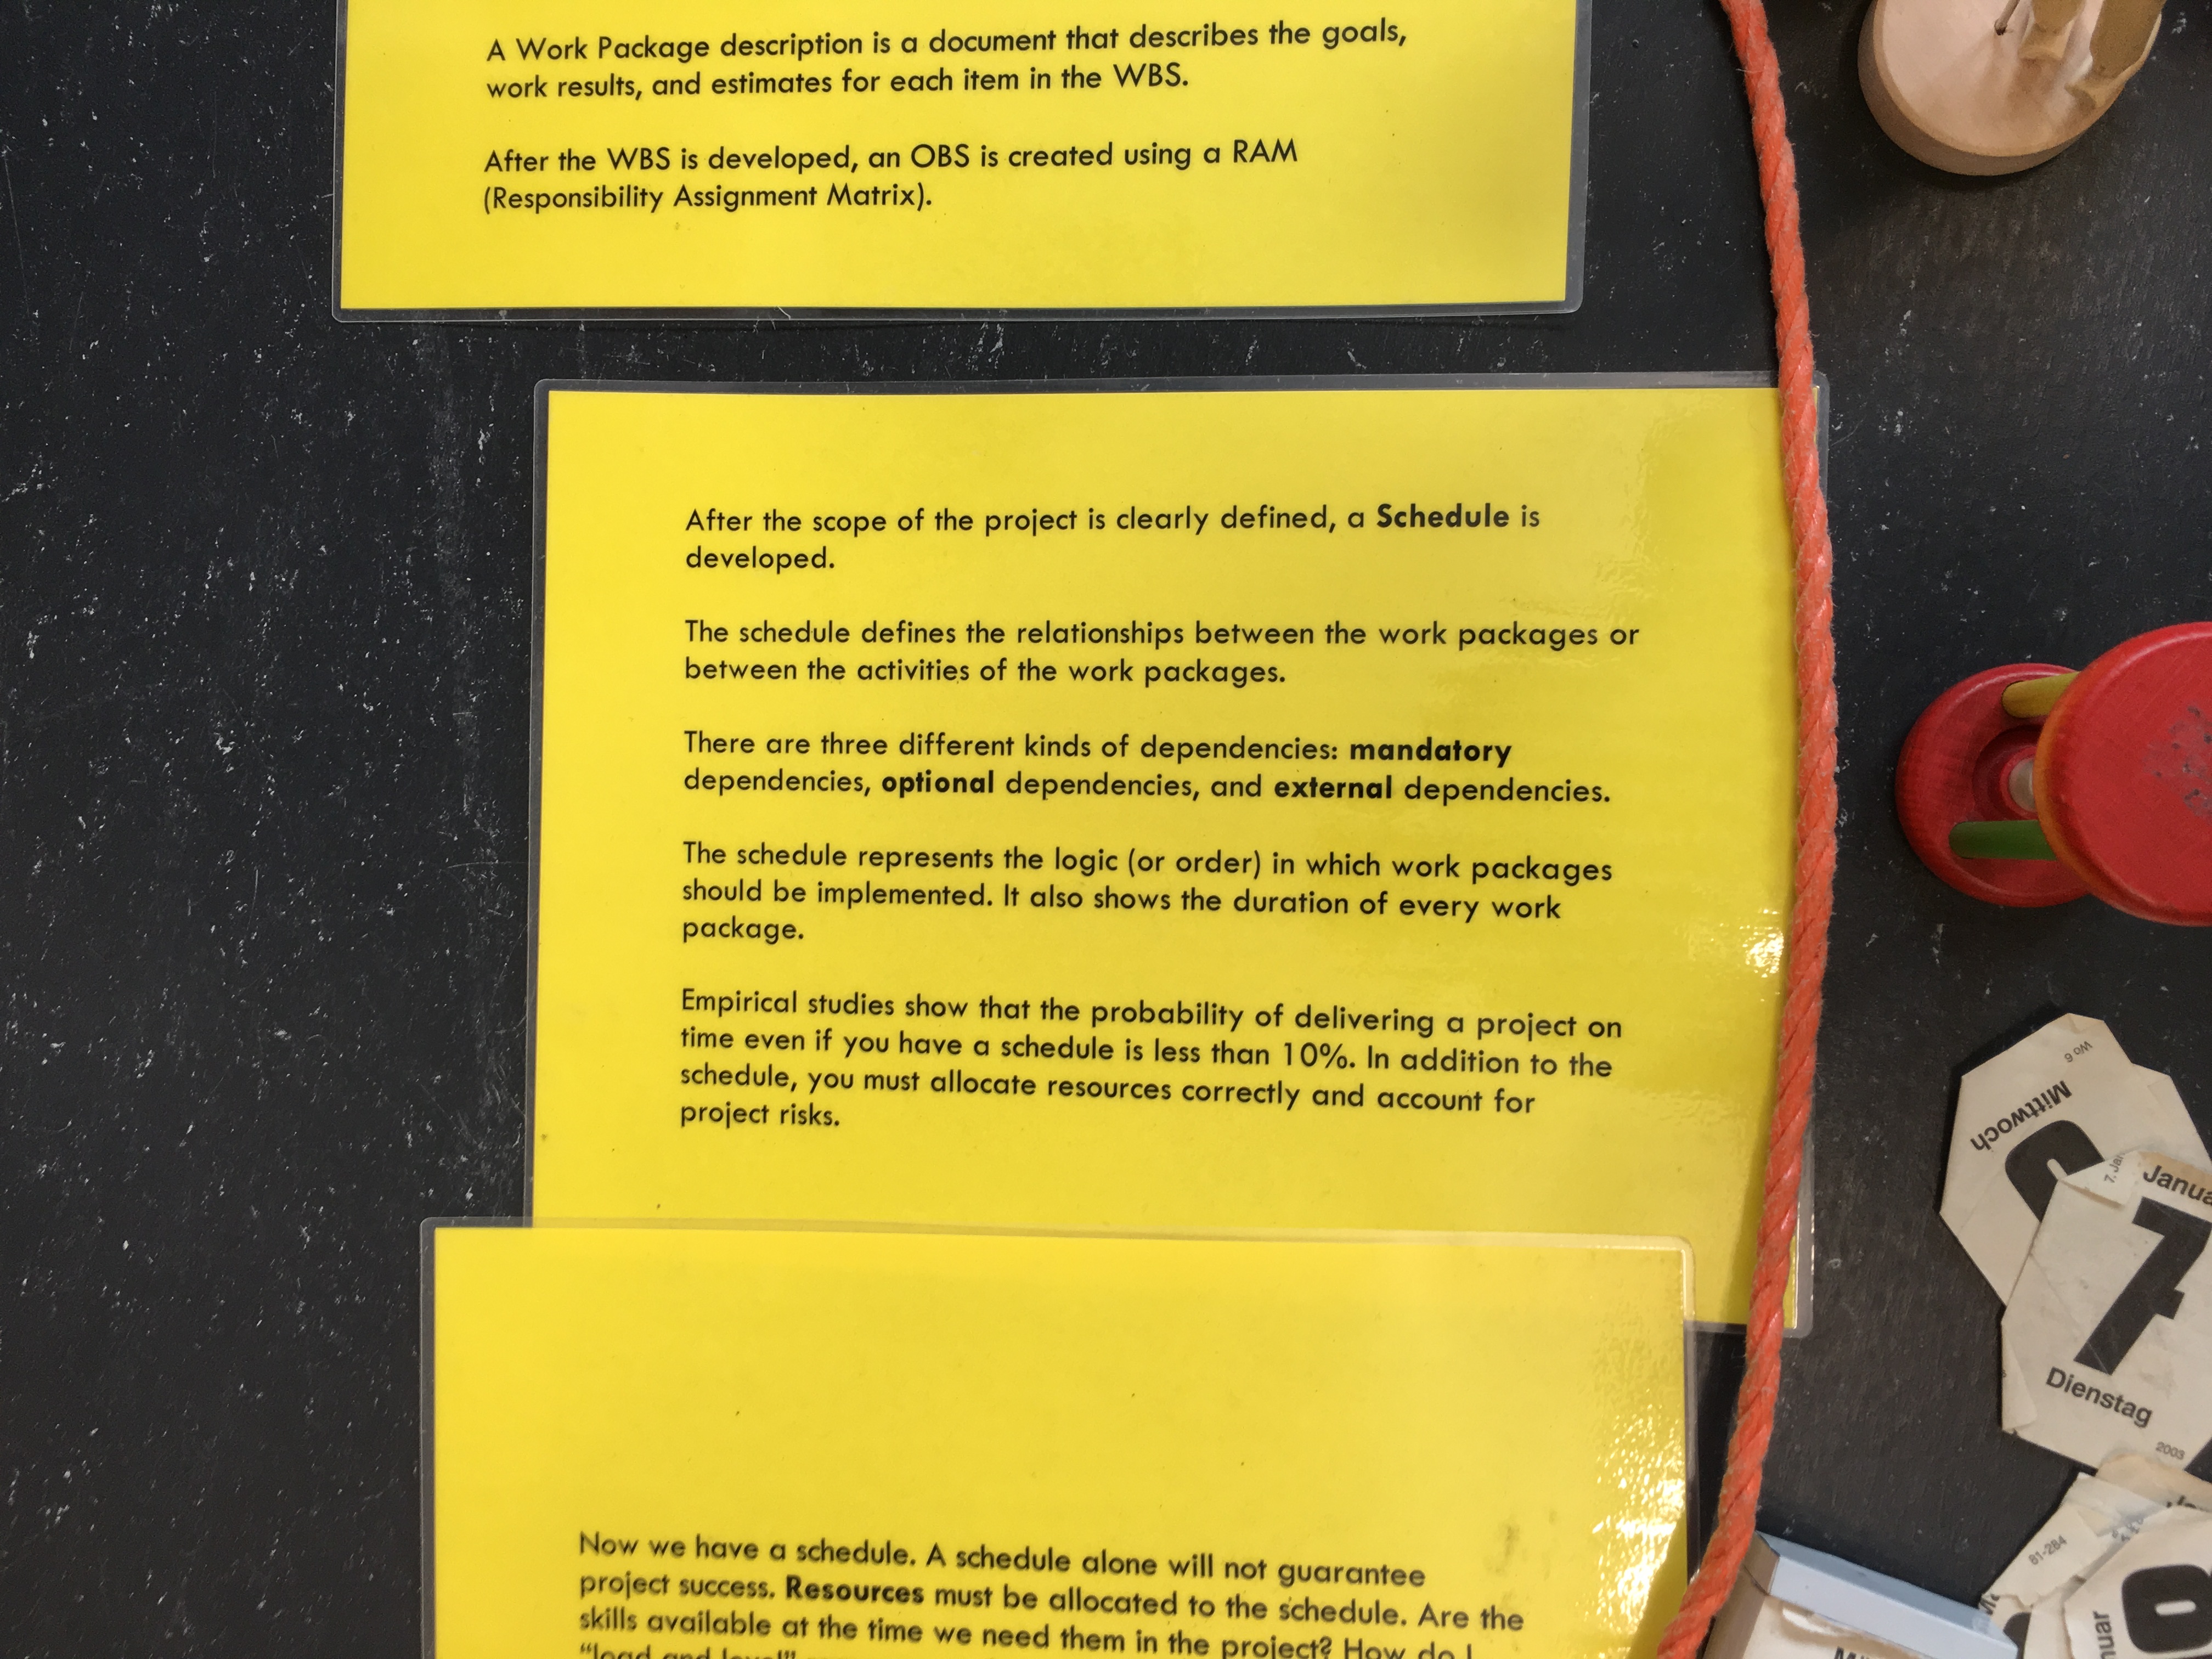 A Work Package description is a document that describes the goals,
work results, and estimates for each item in the WBS.
After the WBS is developed, an OBS is created using a RAM
(Responsibility Assignment Matrix).
After the scope of the project is clearly defined, a Schedule is
developed.
The schedule defines the relationships between the work packages or
between the activities of the work packages.
There are three different kinds of dependencies: mandatory
dependencies, optional dependencies, and external dependencies.
The schedule represents the logic (or order) in which work packages
should be implemented. It also shows the duration of every work
package.
Empirical studies show that the probability of delivering a project on
time even if you have a schedule is less than 10%. In addition to the
schedule, you must allocate resources correctly and account for
project risks.
Now we have a schedule. A schedule alone will not guarantee
project success. Resources must be allocated to the schedule. Are the
skills available at the time we need them in the project? How do I
"load and level"
Wo 6
Mittwoch
7. Jan
Janua
7
Dienstag
2003
81-284
nuar